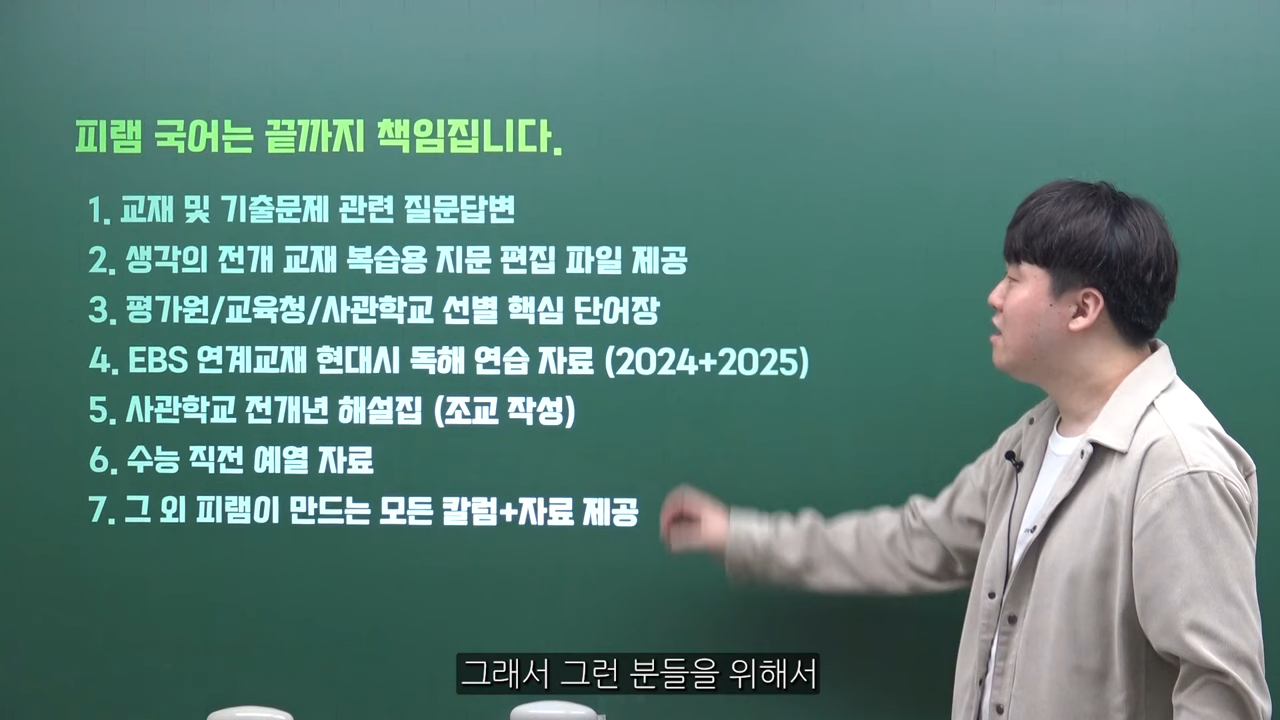 피램 국어는 끝까지 책임집니다.
1. 교재 및 기출문제 관련 질문답변
2. 생각의 전개 교재 복습용 지문 편집 파일 제공
3. 평가원/교육청/사관학교 선별 핵심 단어장
4. EBS 연계교재 현대시 독해 연습 자료 (2024+2025)
5. 사관학교 전개년 해설집 (조교 작성)
6. 수능 직전 예열 자료
7. 그 외 피램이 만드는 모든 칼럼+자료 제공
그래서 그런 분들을 위해서